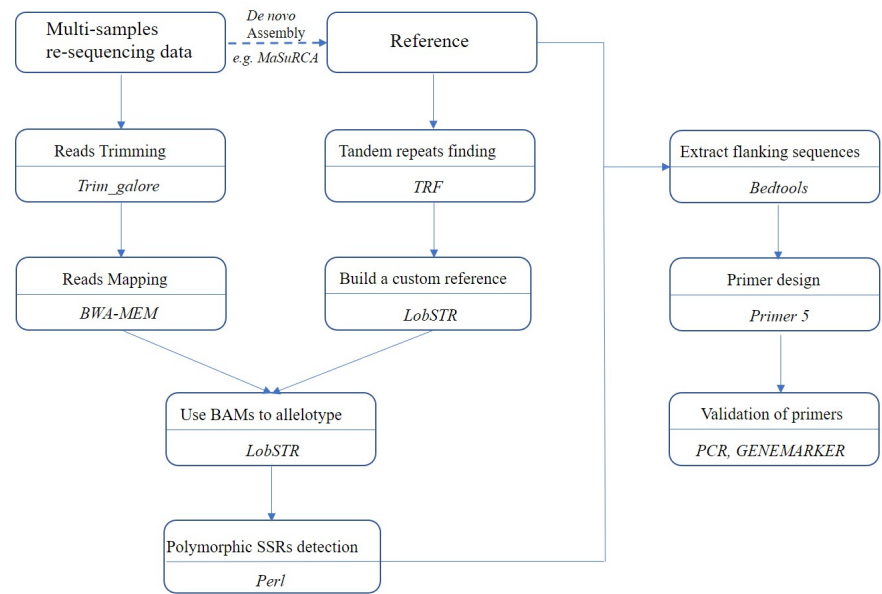 Multi-samples
re-sequencing data
De novo
Assembly
e.g. MaSuRCA
Reference
Reads Trimming
Trim_galore
Tandem repeats finding
TRF
Extract flanking sequences
Bedtools
Reads Mapping
BWA-MEM
Build a custom reference
LobSTR
Primer design
Primer 5
Use BAMs to allelotype
LobSTR
Validation of primers
PCR, GENEMARKER
Polymorphic SSRs detection
Perl